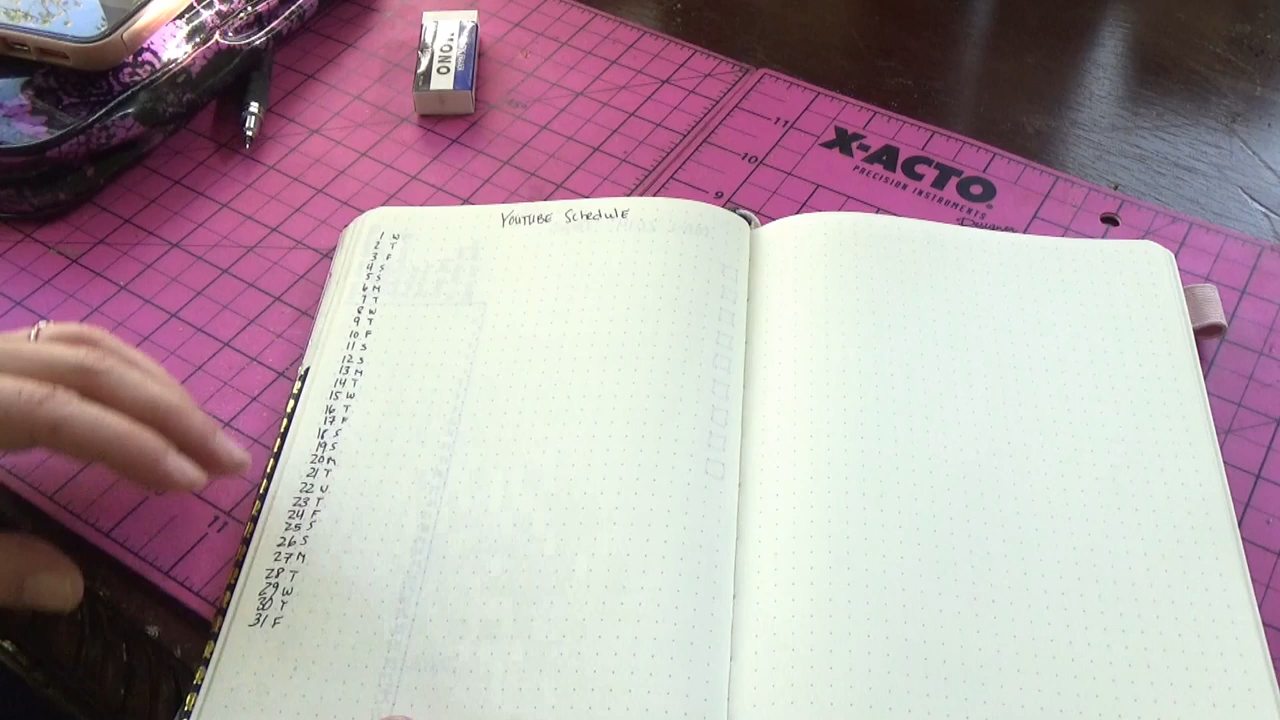 MONO
11
10
9
X-ACTO
PRECISION INSTRUMENTS
Designer
YOUTUBE Schedule
1 W
2 T
3 F
4 S
5 S
6 M
7 T
8 W
9 T
10 F
11 S
12 S
13 M
14 T
15 W
16 T
17 F
18 S
19 S
20 M
21 T
22 W
23 T
24 F
25 S
26 S
27 M
28 T
29 W
30 T
31 F
11